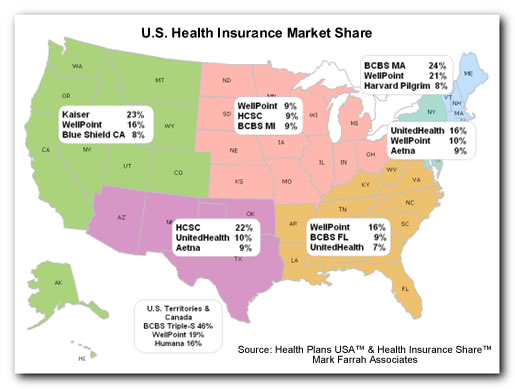 U.S. Health Insurance Market Share
BCBS MA 24%
WellPoint 21%
Harvard Pilgrim 8%
WA
MT
ND
ME
VT
NH
MA
OR
SD
WI
MI
NY
Kaiser 23%
WellPoint 16%
Blue Shield CA 8%
WellPoint 9%
HCSC 9%
BCBS MI 9%
UnitedHealth 16%
WellPoint 10%
Aetna 9%
WY
CA
NV
UT
CO
NE
IA
IL
IN
OH
KS
MO
WV
VA
KY
AZ
NM
OK
AR
TN
NC
SC
HCSC 22%
UnitedHealth 10%
Aetna 9%
WellPoint 16%
BCBS FL 9%
UnitedHealth 7%
TX
LA
FL
AK
HI
U.S. Territories &
Canada
BCBS Triple-S 46%
WellPoint 19%
Humana 16%
Source: Health Plans USA™ & Health Insurance Share™
Mark Farrah Associates